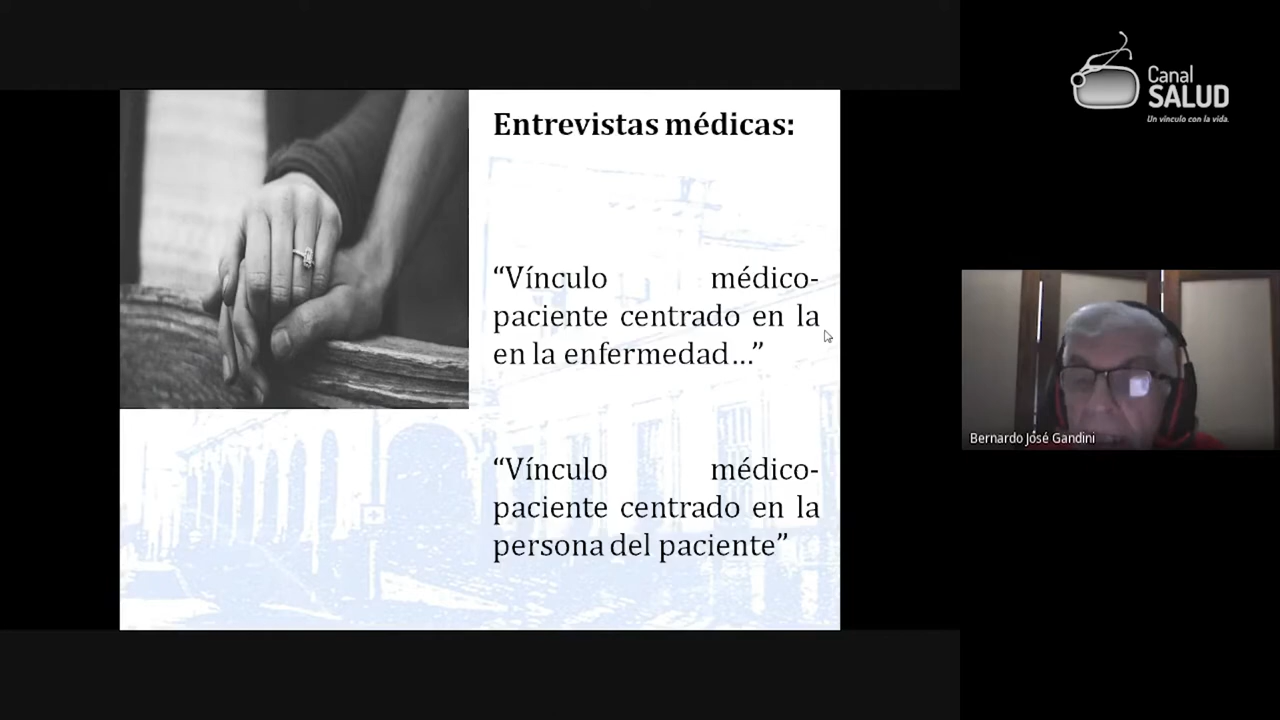 Canal
SALUD
Un vínculo con la vida.
Entrevistas médicas:
“Vínculo médico-
paciente centrado en la
en la enfermedad...”
“Vínculo médico-
paciente centrado en la
persona del paciente”
Bernardo José Gandini